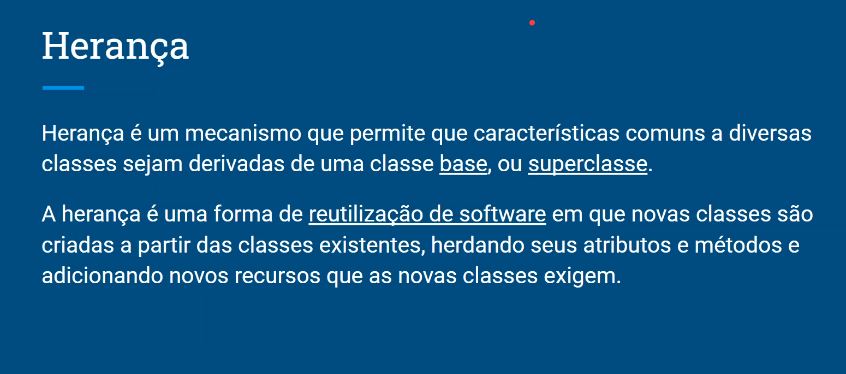 Herança
Herança é um mecanismo que permite que características comuns a diversas
classes sejam derivadas de uma classe base, ou superclasse.
A herança é uma forma de reutilização de software em que novas classes são
criadas a partir das classes existentes, herdando seus atributos e métodos e
adicionando novos recursos que as novas classes exigem.